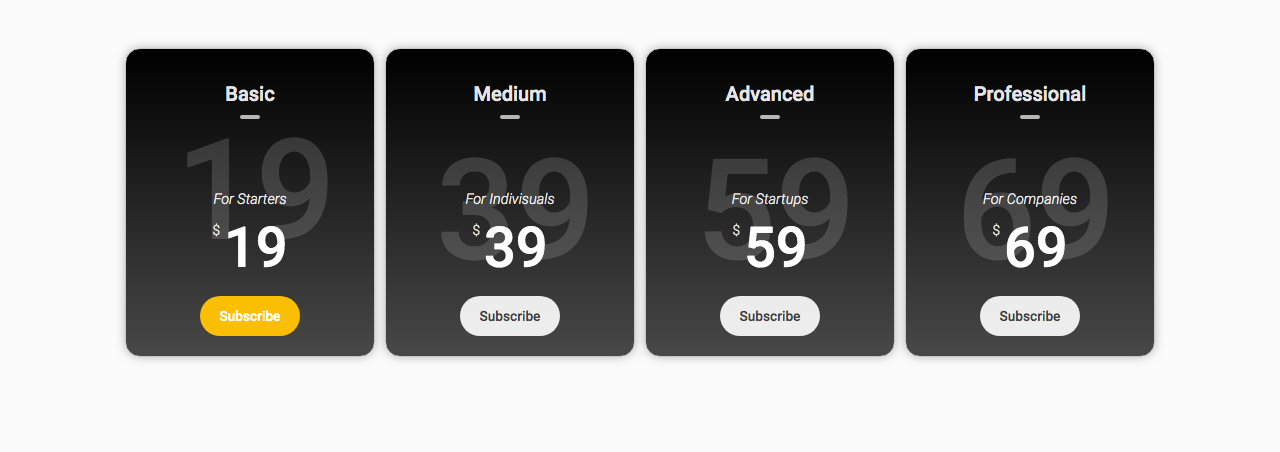 Basic
19
For Starters
$ 19
Subscribe
Medium
39
For Indivisuals
$ 39
Subscribe
Advanced
59
For Startups
$ 59
Subscribe
Professional
69
For Companies
$ 69
Subscribe